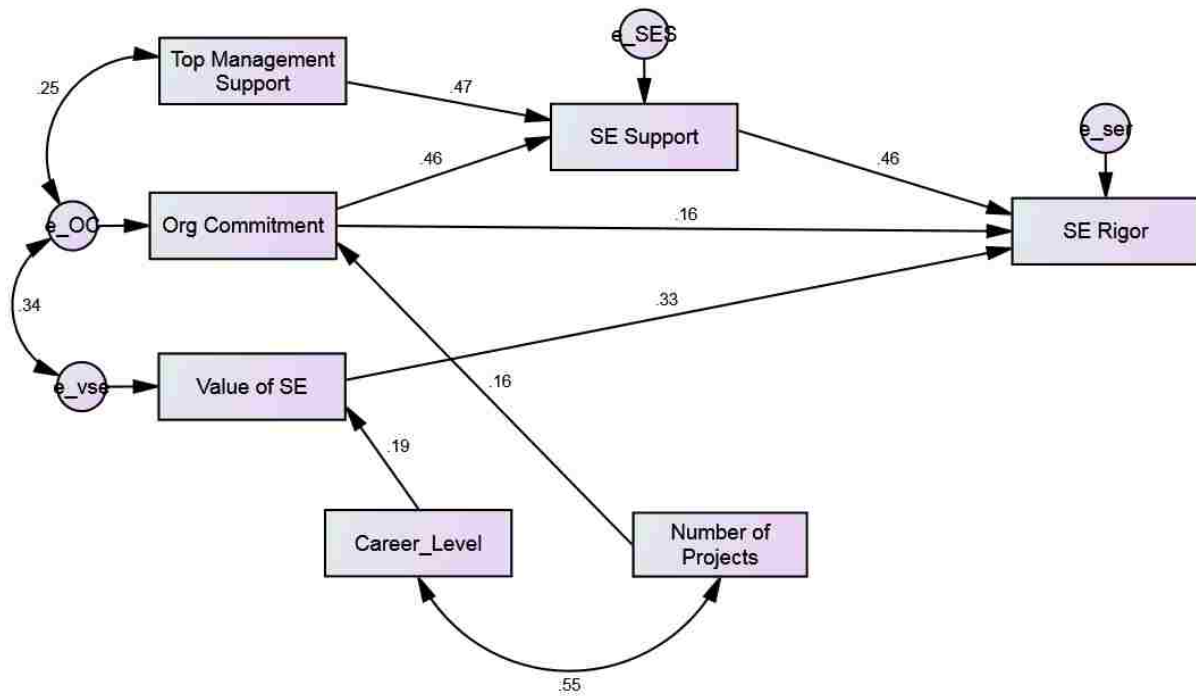 e_SES
Top Management
Support
.25
.47
SE Support
e_ser
.46
.46
e_OC
Org Commitment
.16
SE Rigor
.34
.33
e_vse
Value of SE
.16
.19
Career_Level
Number of
Projects
.55